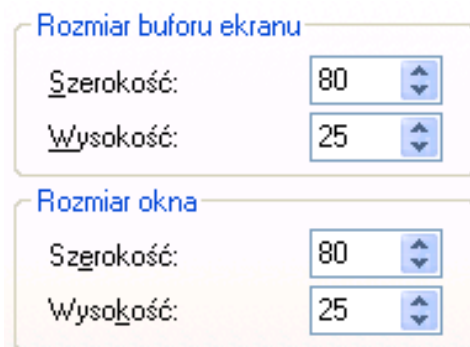 Rozmiar buforu ekranu
Szerokość: 80
Wysokość: 25
Rozmiar okna
Szerokość: 80
Wysokość: 25